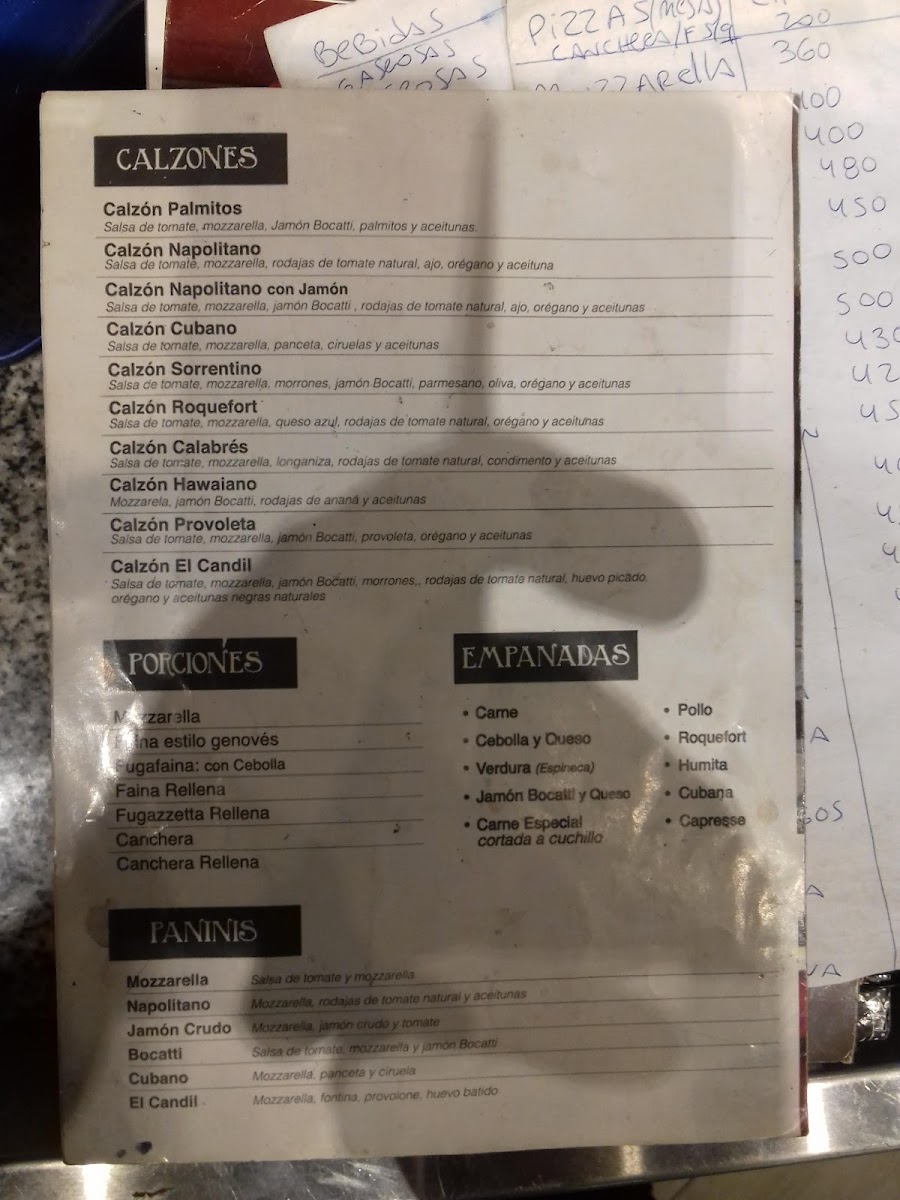 BEBIDAS
GASEOSAS
PIZZAS (MESAS)
CANCHERA/F S/q
200
360
400
400
480
450
500
500
CALZONES
Calzón Palmitos
Salsa de tomate, mozzarella, Jamón Bocatti, palmitos y aceitunas.
Calzón Napolitano
Salsa de tomate, mozzarella, rodajas de tomate natural, ajo, orégano y aceituna
Calzón Napolitano con Jamón
Salsa de tomate, mozzarella, jamón Bocatti , rodajas de tomate natural, ajo, orégano y aceitunas
Calzón Cubano
Salsa de tomate, mozzarella, panceta, ciruelas y aceitunas
Calzón Sorrentino
Salsa de tomate, mozzarella, morrones, jamón Bocatti, parmesano, oliva, orégano y aceitunas
Calzón Roquefort
Salsa de tomate, mozzarella, queso azul, rodajas de tomate natural, orégano y aceitunas
Calzón Calabrés
Salsa de tomate, mozzarella, longaniza, rodajas de tomate natural, condimento y aceitunas
Calzón Hawaiano
Mozzarela, jamón Bocatti, rodajas de ananá y aceitunas
Calzón Provoleta
Salsa de tomate, mozzarella, jamón Bocatti, provoleta, orégano y aceitunas
Calzón El Candil
Salsa de tomate, mozzarella, jamón Bocatti, morrones,, rodajas de tomate natural, huevo picado.
orégano y aceitunas negras naturales
PORCIONES
Mozzarella
Faina estilo genovés
Fugafaina: con Cebolla
Faina Rellena
Fugazzetta Rellena
Canchera
Canchera Rellena
EMPANADAS
• Carne
• Cebolla y Queso
• Verdura (Espineca)
• Jamón Bocatti y Queso
• Carne Especial
cortada a cuchillo
• Pollo
• Roquefort
• Humita
• Cubana
• Capresse
PANINIS
Mozzarella Salsa de tomate y mozzarella
Napolitano Mozzarella, rodajas de tomate natural y aceitunas
Jamón Crudo Mozzarella, jamón crudo y tomate
Bocatti Salsa de tomate, mozzarella y jamón Bocatti
Cubano Mozzarella, panceta y ciruela
El Candil Mozzarella, fontina, provolone, huevo batido